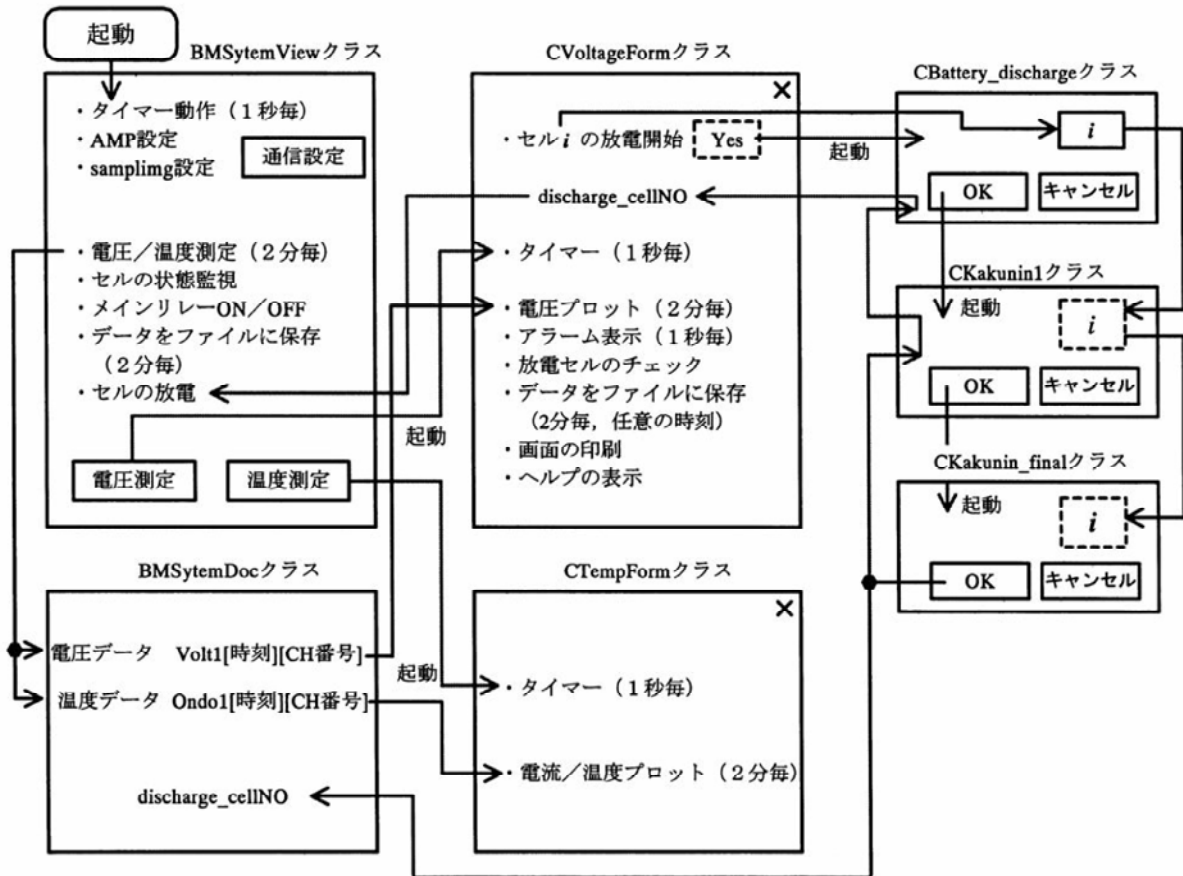 起動
BMSytemViewクラス
・タイマー動作（１秒毎）
・AMP設定
・samplimg設定
通信設定
・電圧／温度測定（２分毎）
・セルの状態監視
・メインリレーON／OFF
・データをファイルに保存
（２分毎）
・セルの放電
起動
電圧測定
温度測定
CVoltageFormクラス
×
・セル i の放電開始
Yes
起動
discharge_cellNO
・タイマー（１秒毎）
・電圧プロット（２分毎）
・アラーム表示（１秒毎）
・放電セルのチェック
・データをファイルに保存
（2分毎，任意の時刻）
・画面の印刷
・ヘルプの表示
CBattery_dischargeクラス
i
OK
キャンセル
CKakunin1クラス
起動
i
OK
キャンセル
CKakunin_finalクラス
起動
i
OK
キャンセル
BMSytemDocクラス
電圧データ Volt1[時刻][CH番号]
温度データ Ondo1[時刻][CH番号]
discharge_cellNO
起動
CTempFormクラス
×
・タイマー（１秒毎）
・電流／温度プロット（２分毎）